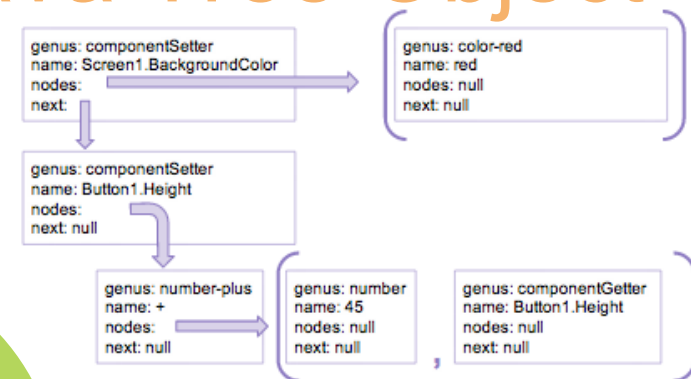 Tree Object
genus: componentSetter
name: Screen1.BackgroundColor
nodes:
next:
genus: color-red
name: red
nodes: null
next: null
genus: componentSetter
name: Button1.Height
nodes:
next: null
genus: number-plus
name: +
nodes:
next: null
genus: number
name: 45
nodes: null
next: null
,
genus: componentGetter
name: Button1.Height
nodes: null
next: null